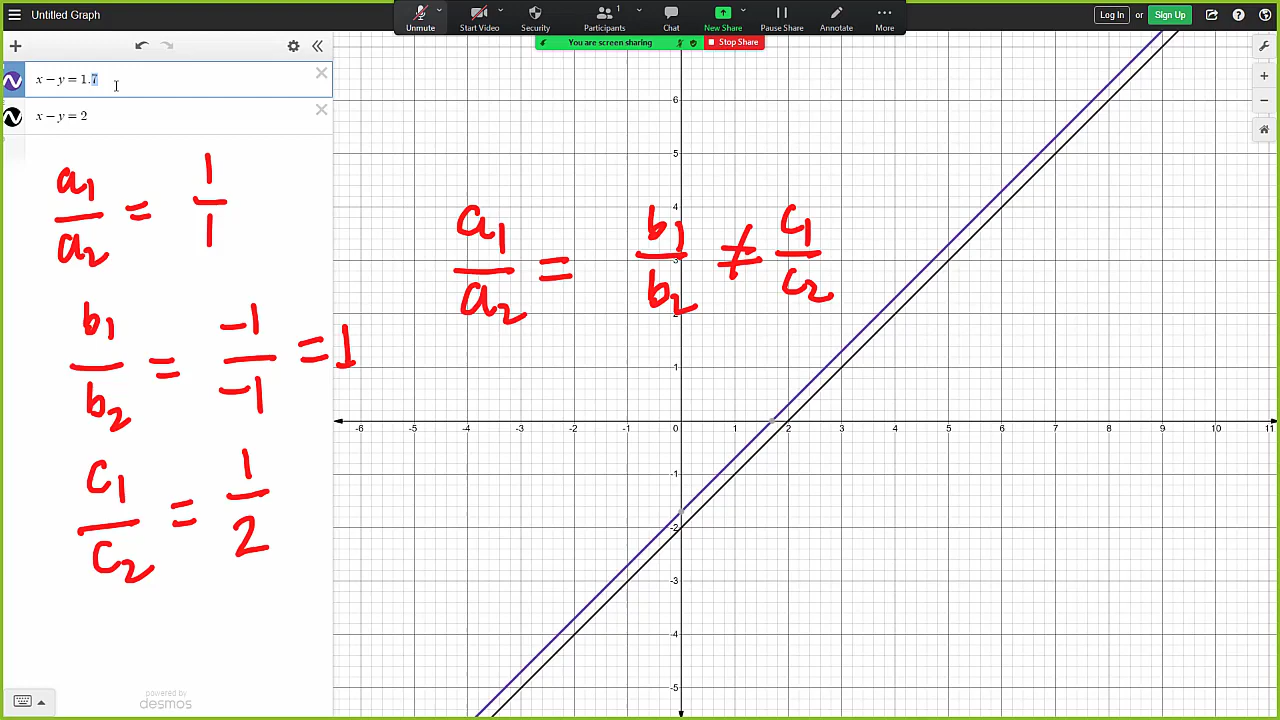 Untitled Graph
Unmute
Start Video
Security
Participants
1
Chat
New Share
Pause Share
Annotate
More
Log In
or
Sign Up
You are screen sharing
Stop Share
x − y = 1.7
x − y = 2
a1/a2 = 1/1
b1/b2 = −1/−1 = 1
c1/c2 = 1/2
a1/a2 = b1/b2 ≠ c1/c2
6
5
4
3
2
1
-6 -5 -4 -3 -2 -1 0 1 2 3 4 5 6 7 8 9 10 11
-1
-2
-3
-4
-5
powered by
desmos